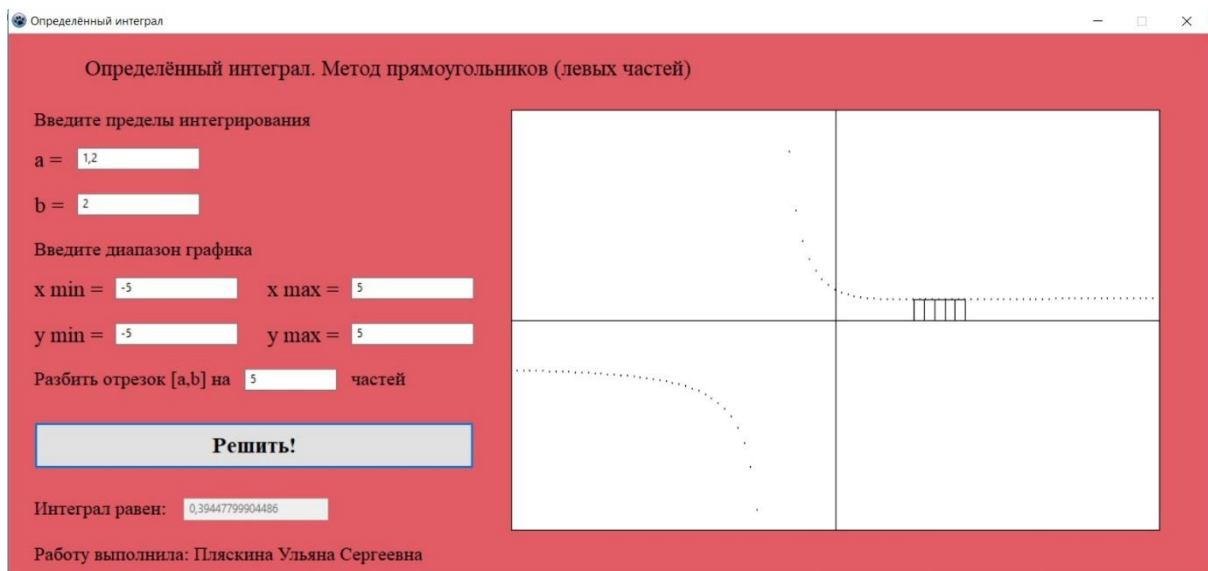 Определённый интеграл
Определённый интеграл. Метод прямоугольников (левых частей)
Введите пределы интегрирования
a = 1,2
b = 2
Введите диапазон графика
x min = -5 x max = 5
y min = -5 y max = 5
Разбить отрезок [a,b] на 5 частей
Решить!
Интеграл равен: 0,39447799904486
Работу выполнила: Пляскина Ульяна Сергеевна